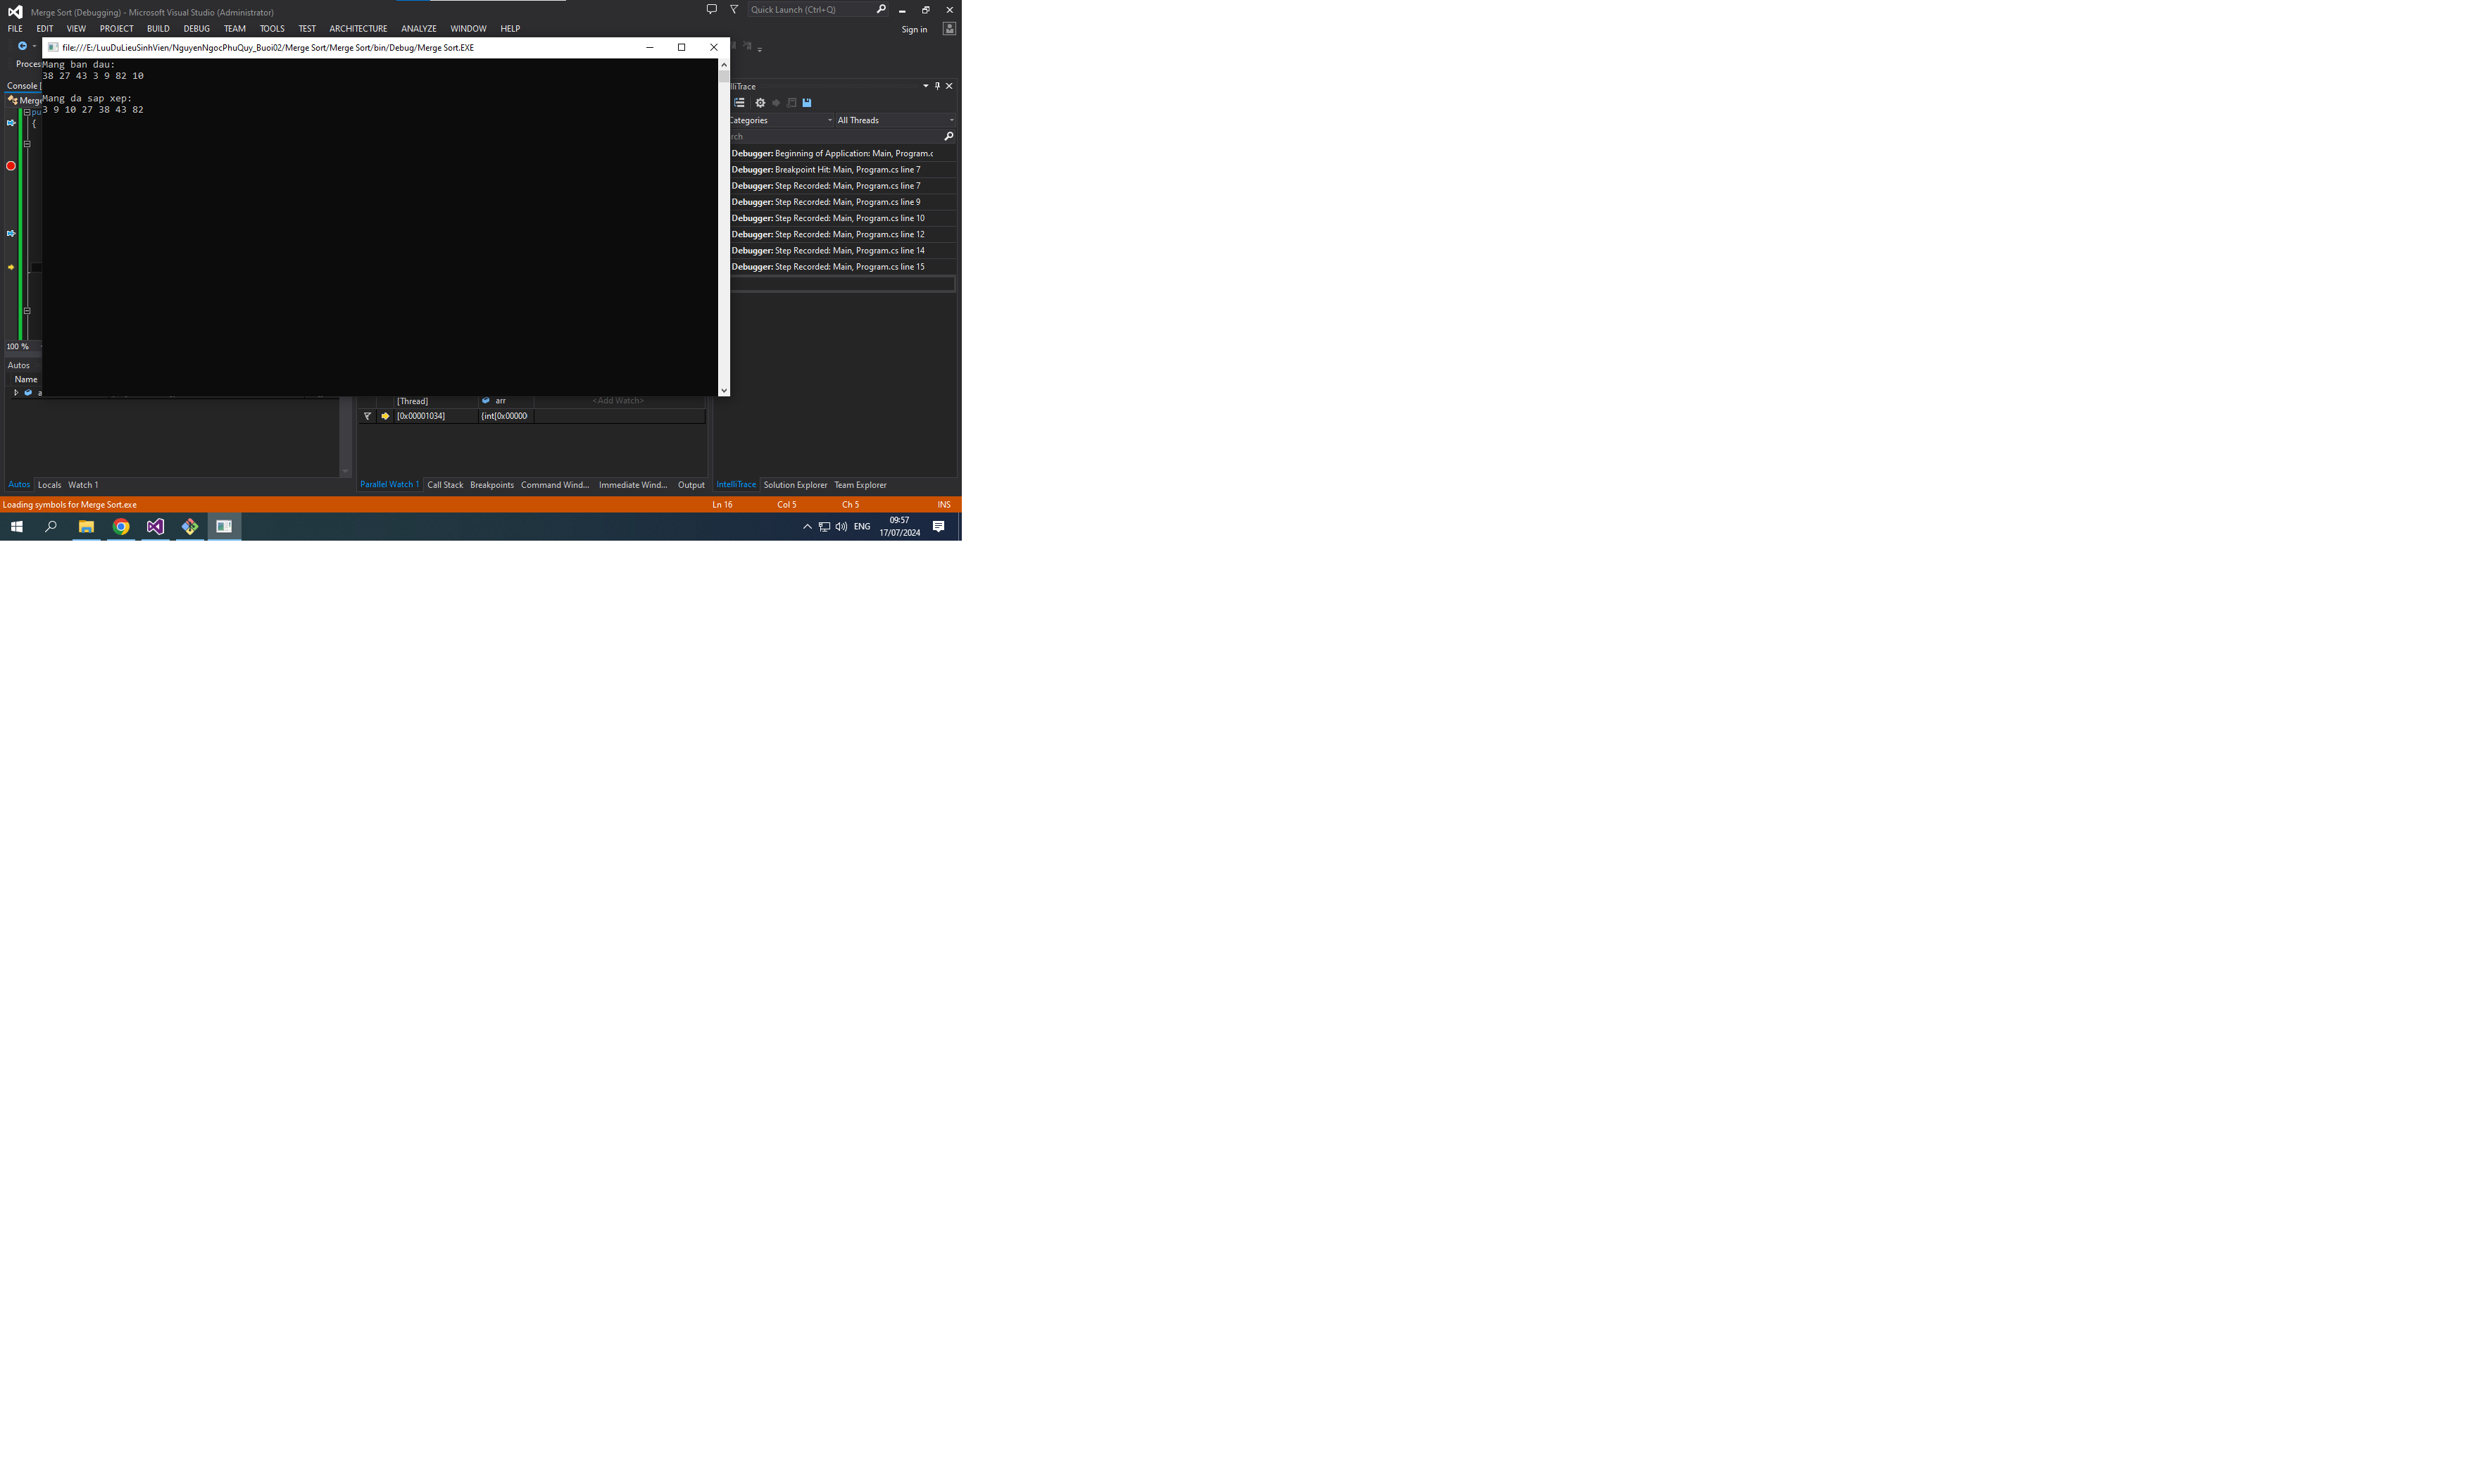 Merge Sort (Debugging) - Microsoft Visual Studio (Administrator)
Quick Launch (Ctrl+Q)
FILE EDIT VIEW PROJECT BUILD DEBUG TEAM TOOLS TEST ARCHITECTURE ANALYZE WINDOW HELP
Sign in
file:///E:/LuuDuLieuSinhVien/NguyenNgocPhuQuy_Buoi02/Merge Sort/Merge Sort/bin/Debug/Merge Sort.EXE
Proces
Mang ban dau:
38 27 43 3 9 82 10
Mang da sap xep:
3 9 10 27 38 43 82
Console
Merge
pu
{
100 %
Autos
Name
a
[Thread] arr <Add Watch>
[0x00001034] {int[0x00000
Autos Locals Watch 1
Parallel Watch 1 Call Stack Breakpoints Command Wind... Immediate Wind... Output
lliTrace
Categories All Threads
rch
Debugger: Beginning of Application: Main, Program.c
Debugger: Breakpoint Hit: Main, Program.cs line 7
Debugger: Step Recorded: Main, Program.cs line 7
Debugger: Step Recorded: Main, Program.cs line 9
Debugger: Step Recorded: Main, Program.cs line 10
Debugger: Step Recorded: Main, Program.cs line 12
Debugger: Step Recorded: Main, Program.cs line 14
Debugger: Step Recorded: Main, Program.cs line 15
IntelliTrace Solution Explorer Team Explorer
Loading symbols for Merge Sort.exe
Ln 16 Col 5 Ch 5 INS
ENG
09:57
17/07/2024